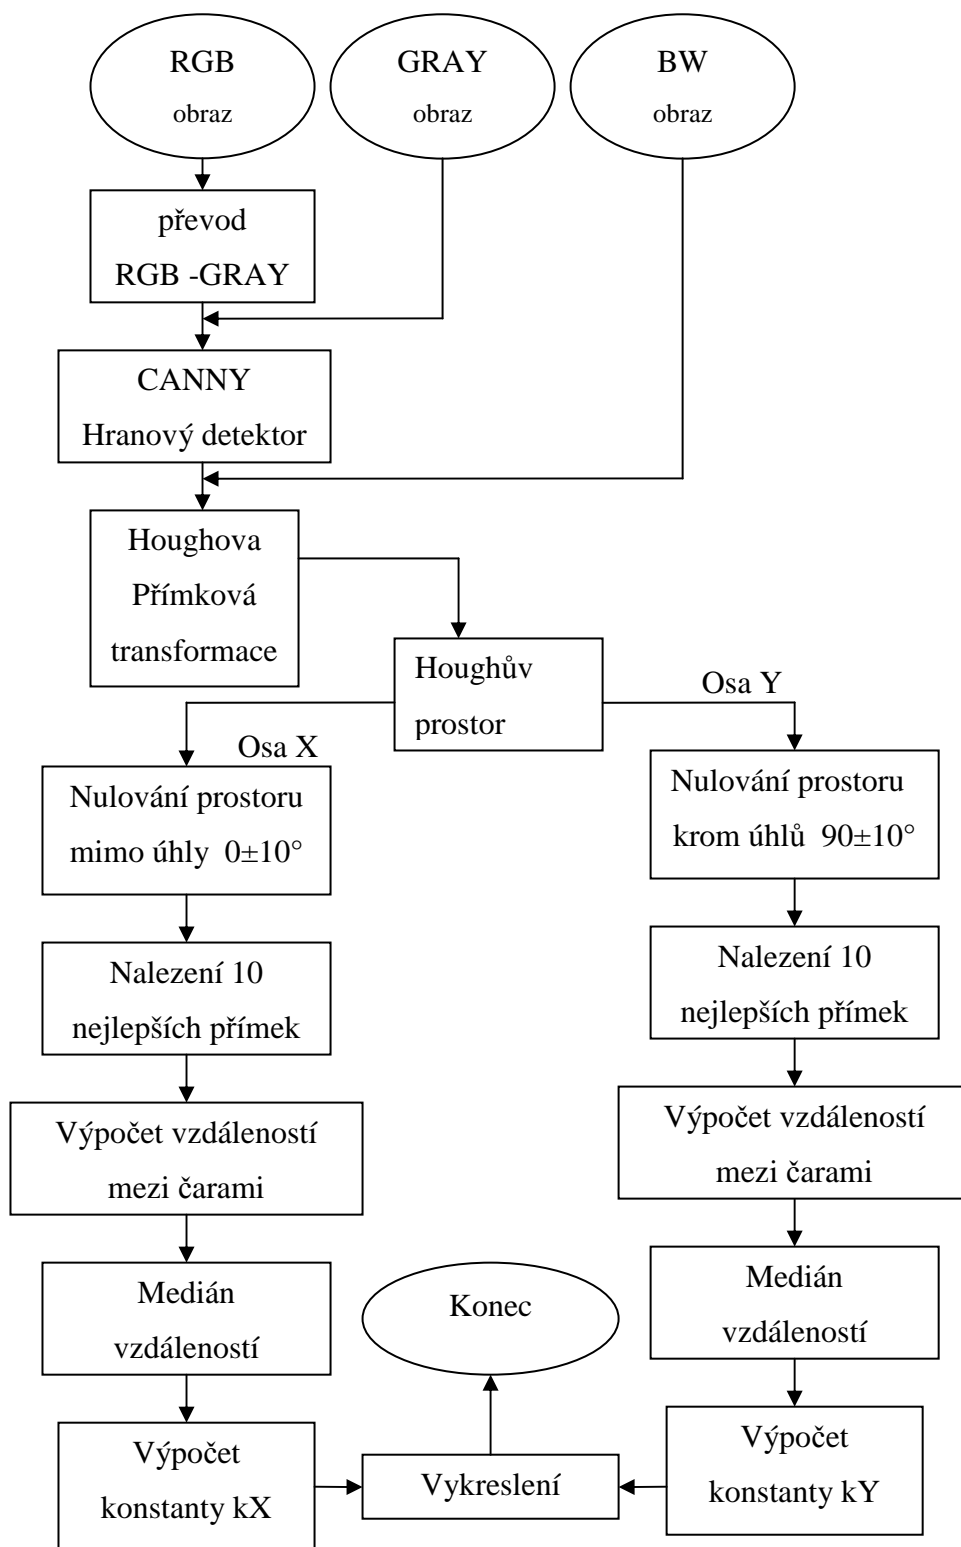 RGB
obraz
GRAY
obraz
BW
obraz
převod
RGB -GRAY
CANNY
Hranový detektor
Houghova
Přímková
transformace
Houghův
prostor
Osa X
Osa Y
Nulování prostoru
mimo úhly 0±10°
Nalezení 10
nejlepších přímek
Výpočet vzdáleností
mezi čarami
Medián
vzdáleností
Výpočet
konstanty kX
Nulování prostoru
krom úhlů 90±10°
Nalezení 10
nejlepších přímek
Výpočet vzdáleností
mezi čarami
Medián
vzdáleností
Výpočet
konstanty kY
Vykreslení
Konec